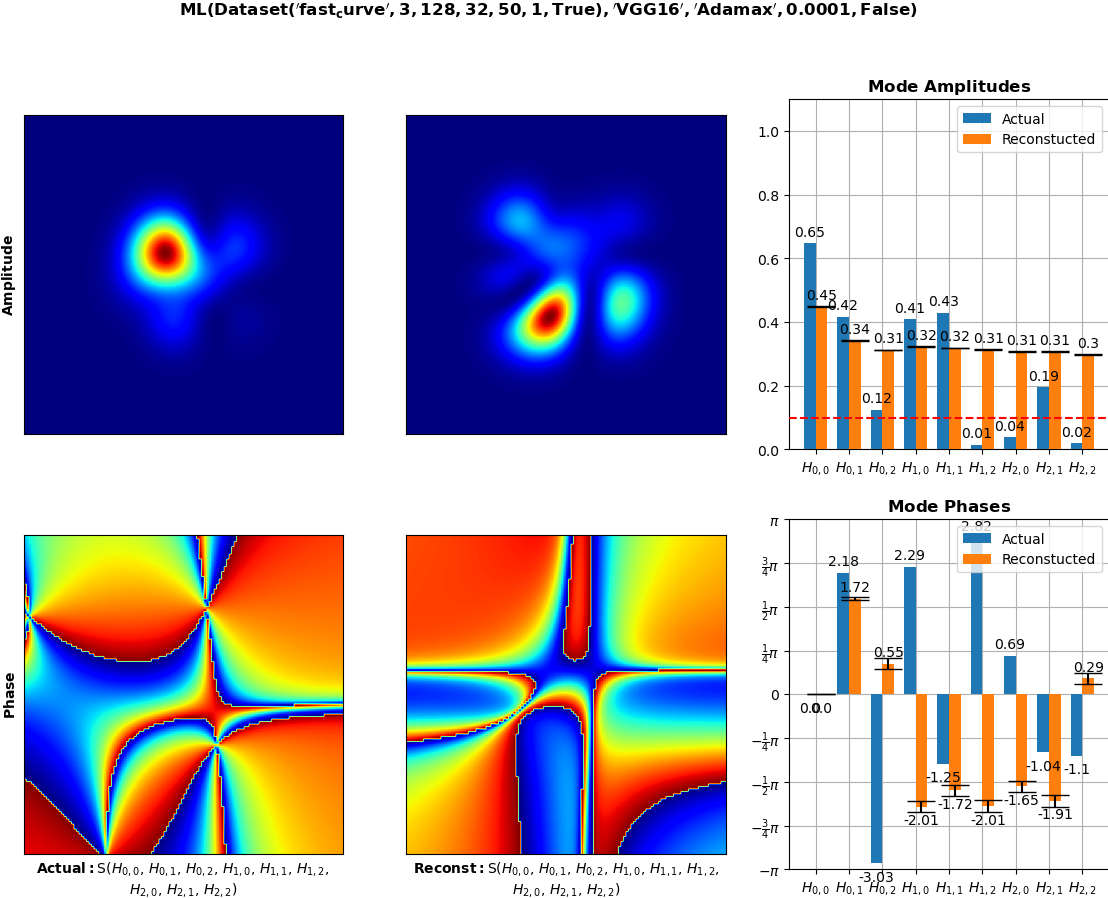 ML(Dataset('fast_curve', 3, 128, 32, 50, 1, True), 'VGG16', 'Adamax', 0.0001, False)
Amplitude
Mode Amplitudes
Actual
Reconstucted
1.0
0.8
0.6
0.4
0.2
0.0
0.65
0.45
0.42
0.34
0.12
0.31
0.41
0.32
0.43
0.32
0.01
0.31
0.04
0.31
0.19
0.31
0.02
0.3
H0,0 H0,1 H0,2 H1,0 H1,1 H1,2 H2,0 H2,1 H2,2
Phase
Actual: S(H0,0, H0,1, H0,2, H1,0, H1,1, H1,2,
H2,0, H2,1, H2,2)
Reconst: S(H0,0, H0,1, H0,2, H1,0, H1,1, H1,2,
H2,0, H2,1, H2,2)
Mode Phases
Actual
Reconstucted
π
3/4π
1/2π
1/4π
0
−1/4π
−1/2π
−3/4π
−π
0.0
0.0
2.18
1.72
-3.03
0.55
2.29
-2.01
-1.25
-1.72
2.82
-2.01
0.69
-1.65
-1.04
-1.91
-1.1
0.29
H0,0 H0,1 H0,2 H1,0 H1,1 H1,2 H2,0 H2,1 H2,2